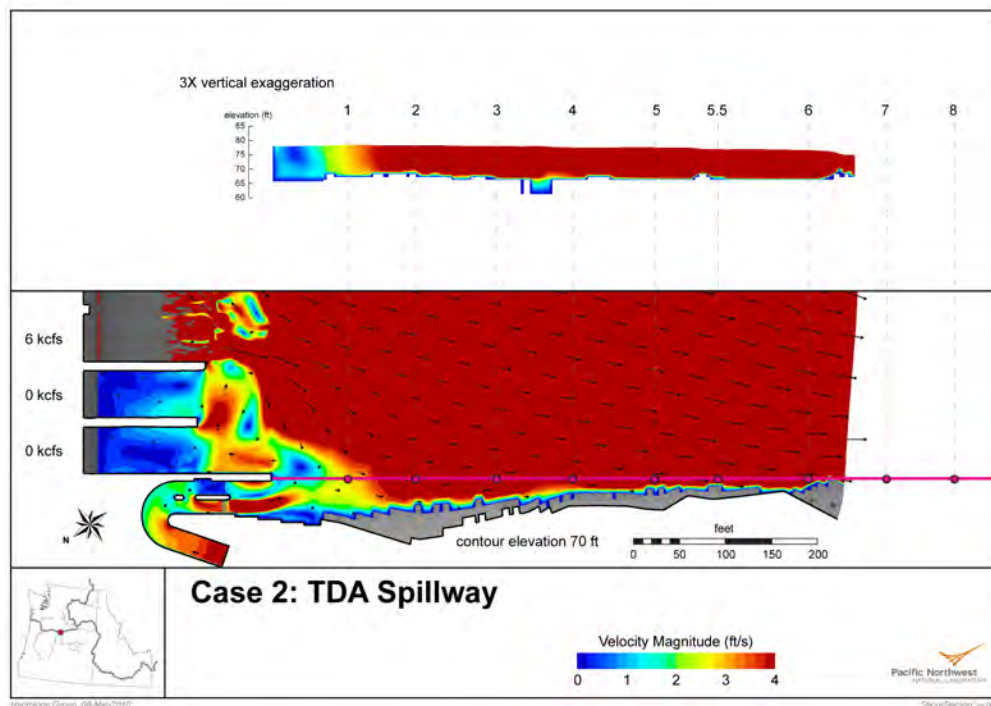 3X vertical exaggeration
1 2 3 4 5 5.5 6 7 8
elevation (ft)
85
80
75
70
65
60
6 kcfs
0 kcfs
0 kcfs
N
contour elevation 70 ft
feet
0 50 100 150 200
Case 2: TDA Spillway
Velocity Magnitude (ft/s)
0 1 2 3 4
Pacific Northwest
NATIONAL LABORATORY